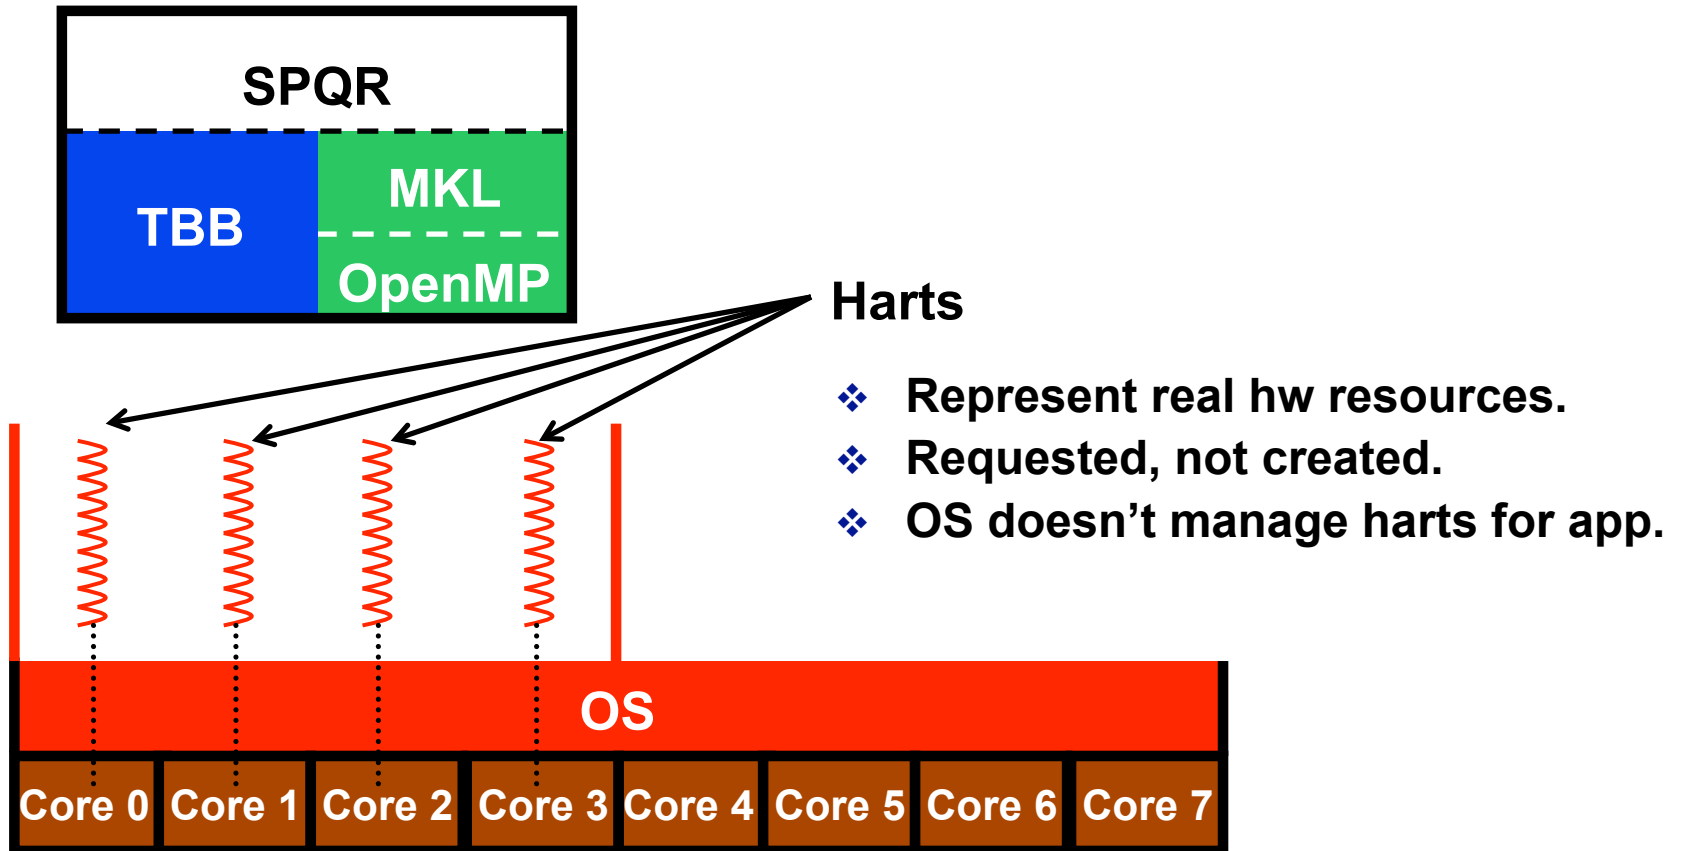 SPQR
TBB
MKL
OpenMP
Harts
❖ Represent real hw resources.
❖ Requested, not created.
❖ OS doesn’t manage harts for app.
OS
Core 0 Core 1 Core 2 Core 3 Core 4 Core 5 Core 6 Core 7